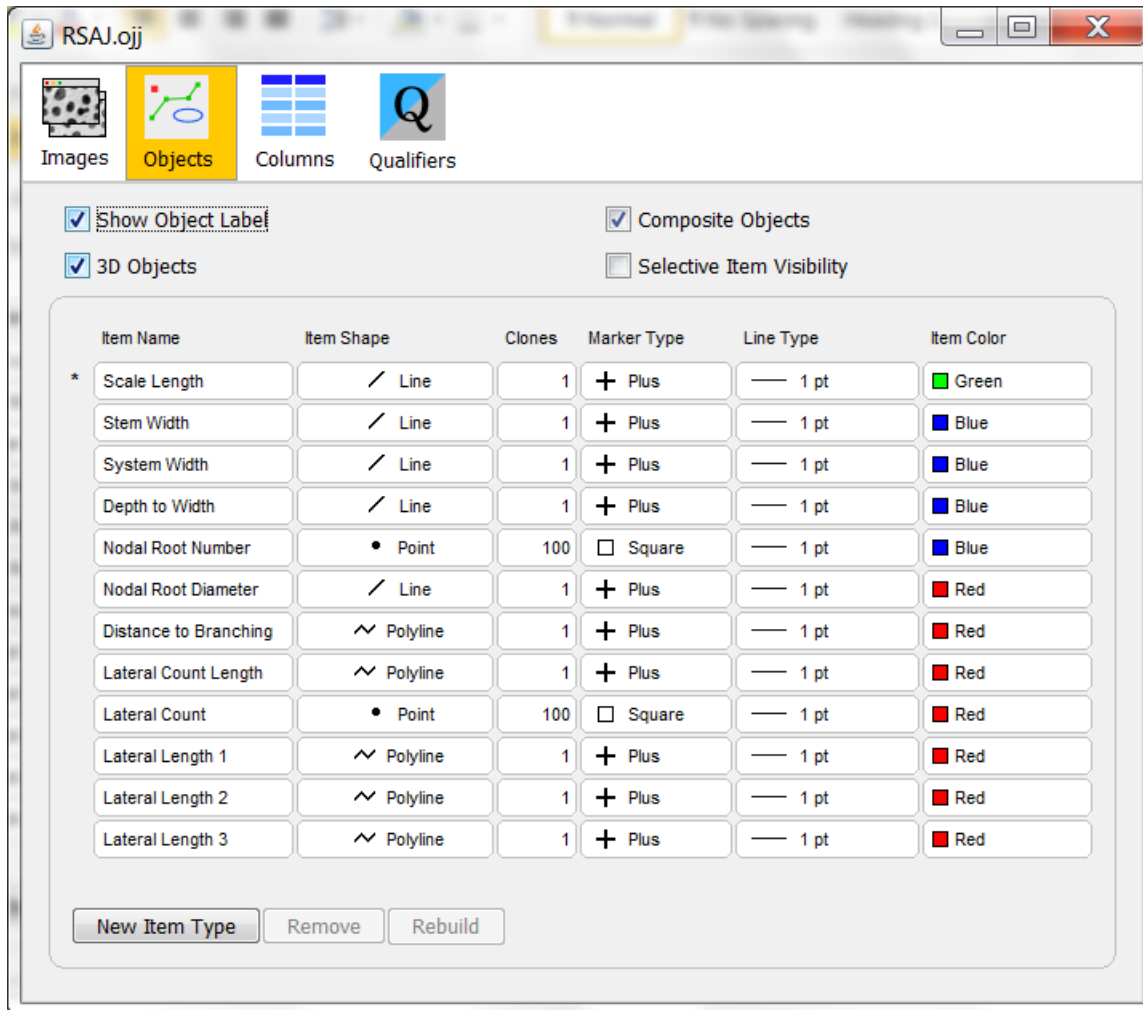 RSAJ.ojj
Images Objects Columns Qualifiers
Show Object Label Composite Objects
3D Objects Selective Item Visibility
Item Name Item Shape Clones Marker Type Line Type Item Color
* Scale Length Line 1 Plus 1 pt Green
Stem Width Line 1 Plus 1 pt Blue
System Width Line 1 Plus 1 pt Blue
Depth to Width Line 1 Plus 1 pt Blue
Nodal Root Number Point 100 Square 1 pt Blue
Nodal Root Diameter Line 1 Plus 1 pt Red
Distance to Branching Polyline 1 Plus 1 pt Red
Lateral Count Length Polyline 1 Plus 1 pt Red
Lateral Count Point 100 Square 1 pt Red
Lateral Length 1 Polyline 1 Plus 1 pt Red
Lateral Length 2 Polyline 1 Plus 1 pt Red
Lateral Length 3 Polyline 1 Plus 1 pt Red
New Item Type Remove Rebuild